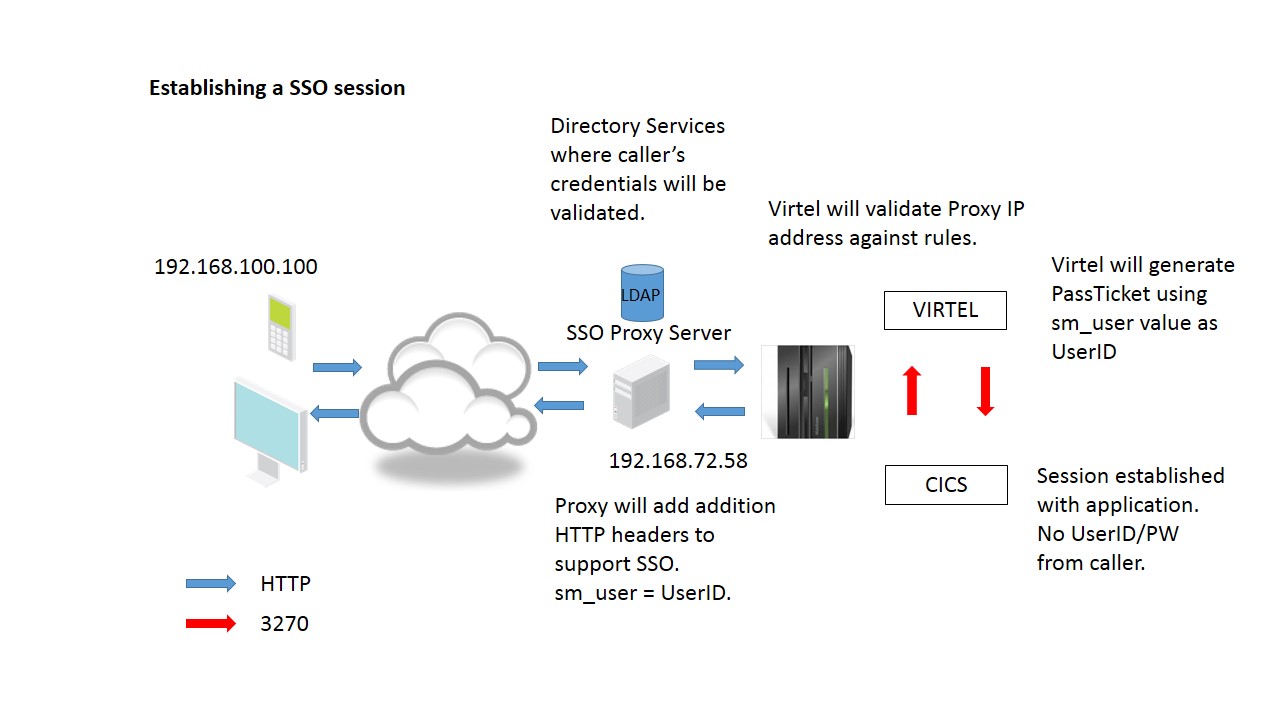 Establishing a SSO session
Directory Services
where caller’s
credentials will be
validated.
Virtel will validate Proxy IP
address against rules.
192.168.100.100
Virtel will generate
PassTicket using
sm_user value as
UserID
LDAP
VIRTEL
SSO Proxy Server
192.168.72.58
CICS
Session established
with application.
No UserID/PW
from caller.
Proxy will add addition
HTTP headers to
support SSO.
sm_user = UserID.
HTTP
3270